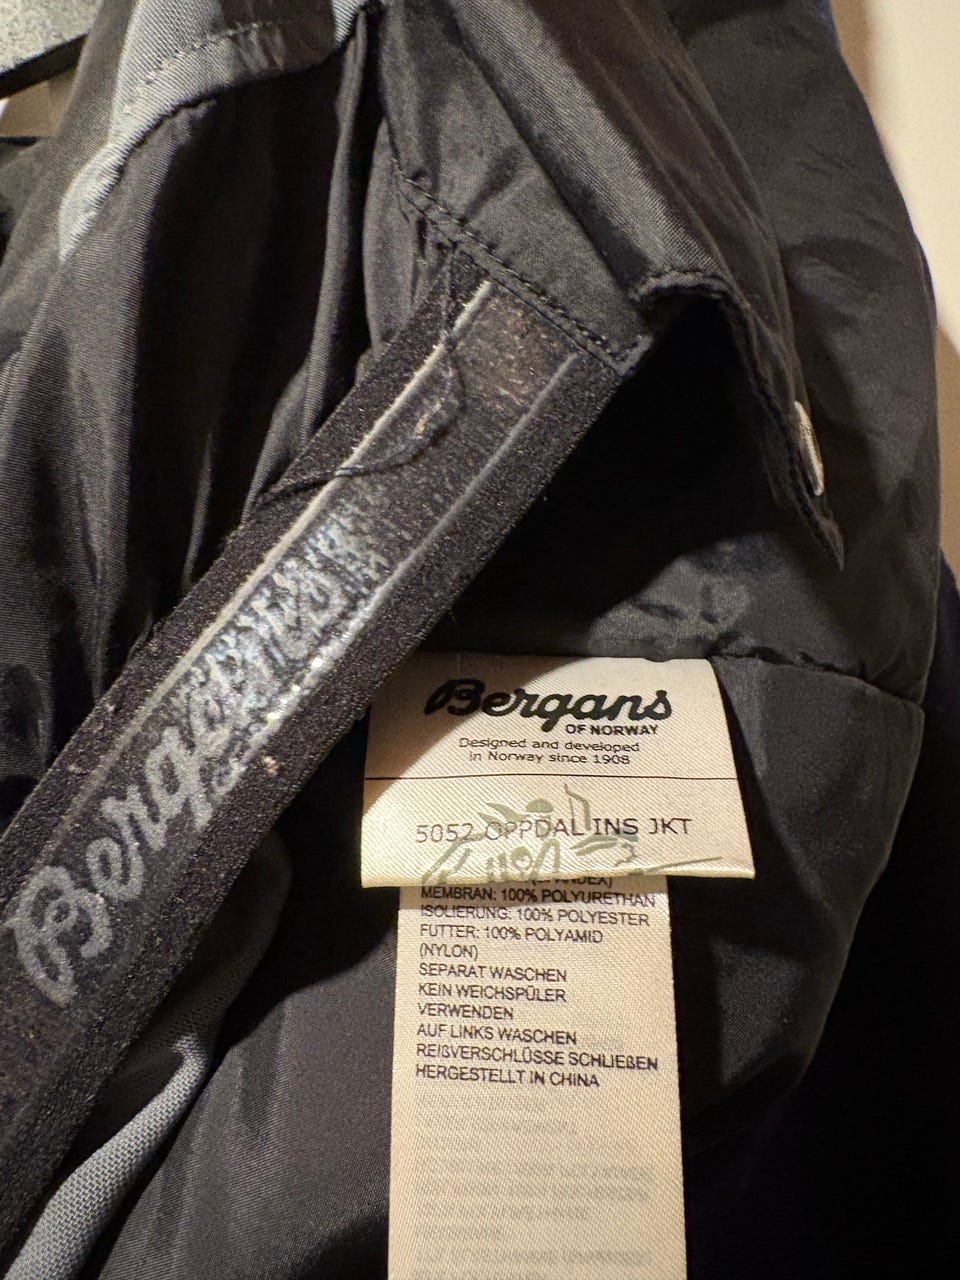 Bergans
Bergans
OF NORWAY
Designed and developed
in Norway since 1908
5052 OPPDAL INS JKT
MEMBRAN: 100% POLYURETHAN
ISOLIERUNG: 100% POLYESTER
FUTTER: 100% POLYAMID
(NYLON)
SEPARAT WASCHEN
KEIN WEICHSPÜLER
VERWENDEN
AUF LINKS WASCHEN
REIẞVERSCHLÜSSE SCHLIEẞEN
HERGESTELLT IN CHINA